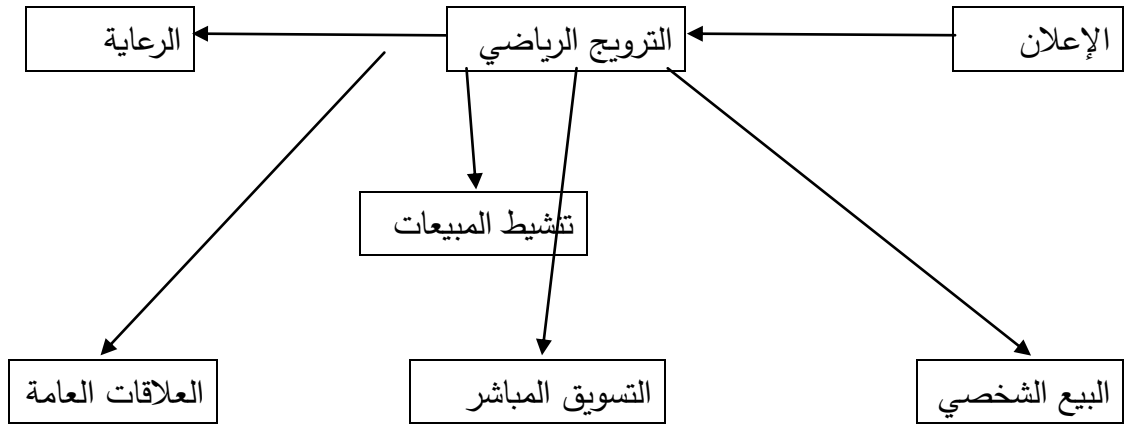 الإعلان
الترويج الرياضي
الرعاية
تنشيط المبيعات
البيع الشخصي
التسويق المباشر
العلاقات العامة